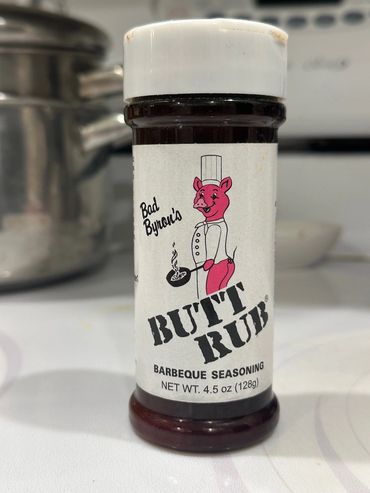 Bad
Byron's
BUTT
RUB®
BARBEQUE SEASONING
NET WT. 4.5 oz (128g)